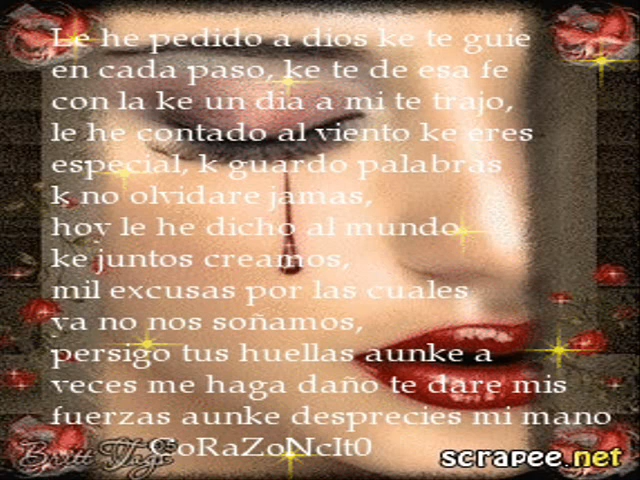 Le he pedido a dios ke te guie
en cada paso, ke te de esa fe
con la ke un dia a mi te trajo,
le he contado al viento ke eres
especial, k guardo palabras
k no olvidare jamas,
hoy le he dicho al mundo
ke juntos creamos,
mil excusas por las cuales
ya no nos soñamos,
persigo tus huellas aunke a
veces me haga daño te dare mis
fuerzas aunke desprecies mi mano
CoRaZoNcIt0
Britt Tags
scrapee.net